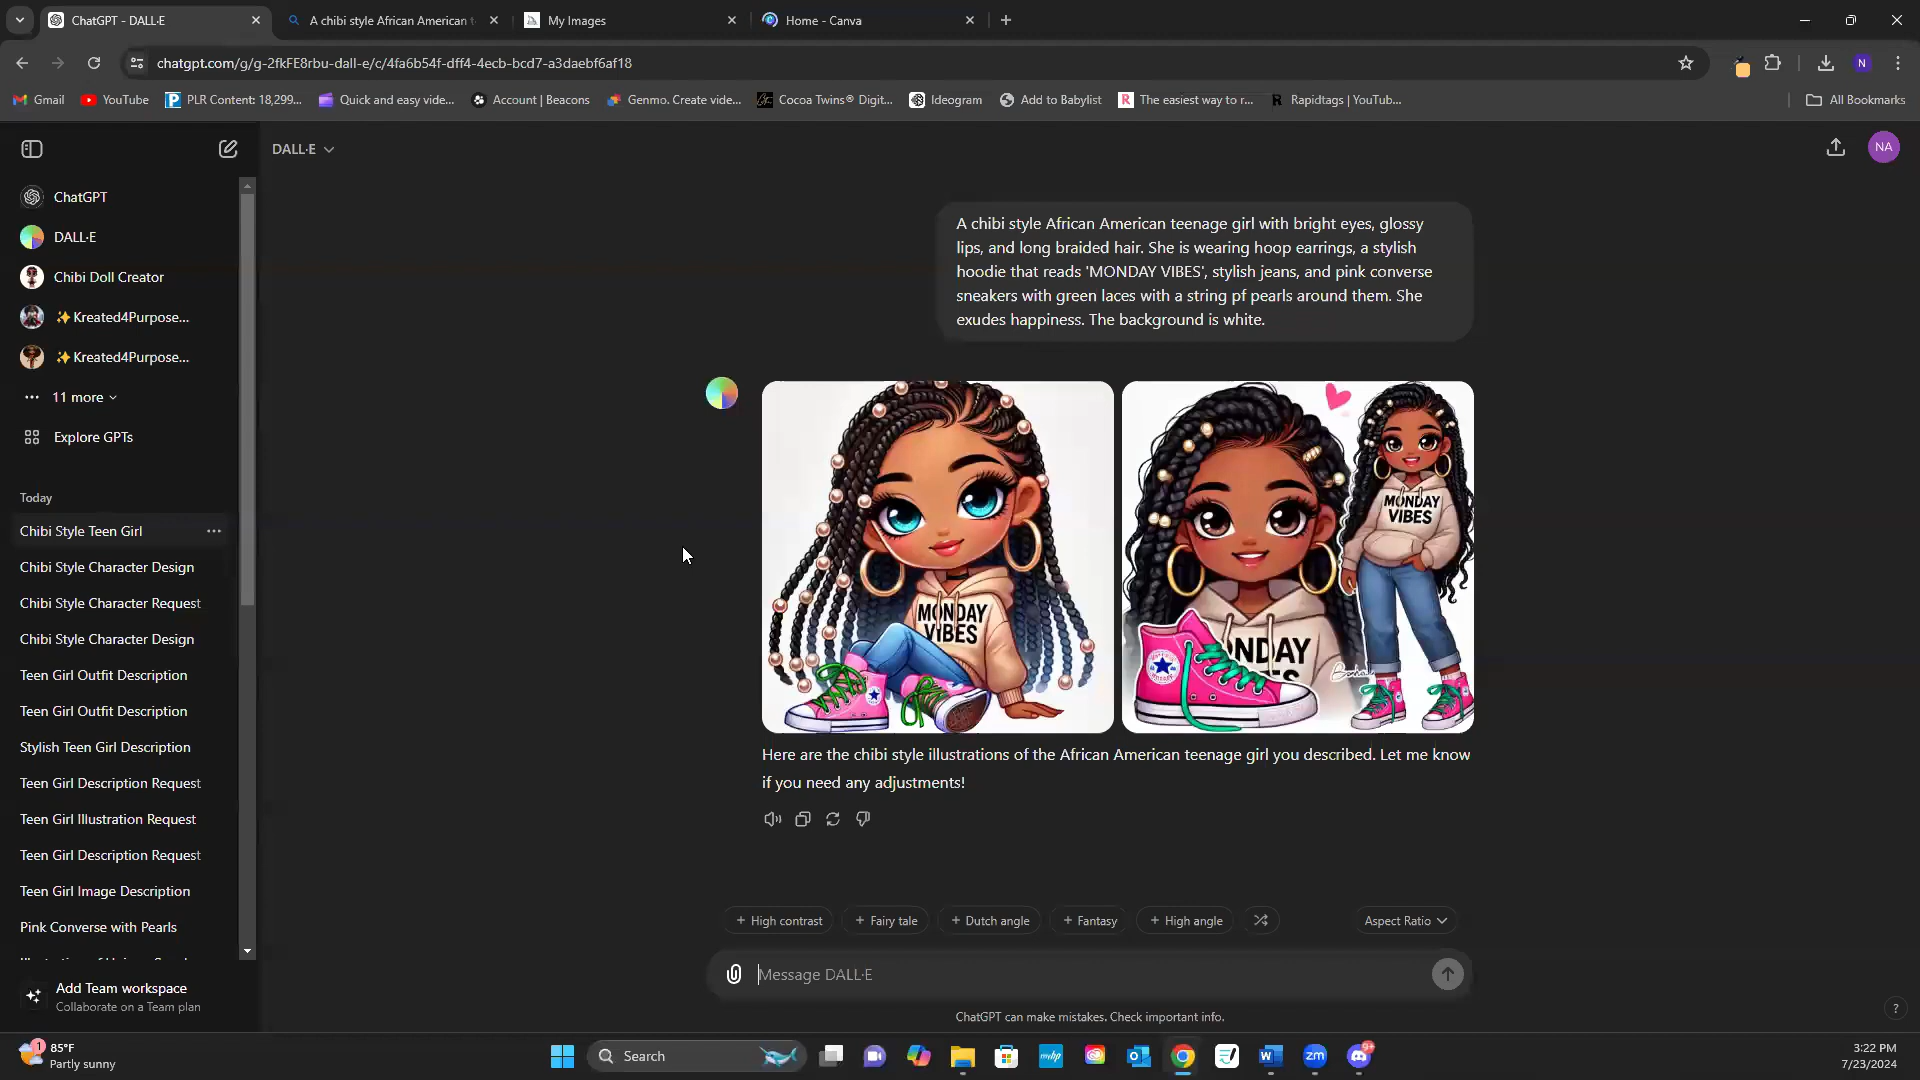 ChatGPT - DALL·E
A chibi style African American t
My Images
Home - Canva
chatgpt.com/g/g-2fkFE8rbu-dall-e/c/4fa6b54f-dff4-4ecb-bcd7-a3daebf6af18
N
Gmail
YouTube
PLR Content: 18,299...
Quick and easy vide...
Account | Beacons
Genmo. Create vide...
Cocoa Twins® Digit...
Ideogram
Add to Babylist
The easiest way to r...
Rapidtags | YouTub...
All Bookmarks
DALL·E
NA
ChatGPT
DALL·E
Chibi Doll Creator
✨Kreated4Purpose...
✨Kreated4Purpose...
11 more
Explore GPTs
Today
Chibi Style Teen Girl
Chibi Style Character Design
Chibi Style Character Request
Chibi Style Character Design
Teen Girl Outfit Description
Teen Girl Outfit Description
Stylish Teen Girl Description
Teen Girl Description Request
Teen Girl Illustration Request
Teen Girl Description Request
Teen Girl Image Description
Pink Converse with Pearls
Add Team workspace
Collaborate on a Team plan
A chibi style African American teenage girl with bright eyes, glossy
lips, and long braided hair. She is wearing hoop earrings, a stylish
hoodie that reads 'MONDAY VIBES', stylish jeans, and pink converse
sneakers with green laces with a string pf pearls around them. She
exudes happiness. The background is white.
MONDAY
VIBES
MONDAY
VIBES
ONDAY
Here are the chibi style illustrations of the African American teenage girl you described. Let me know
if you need any adjustments!
+ High contrast
+ Fairy tale
+ Dutch angle
+ Fantasy
+ High angle
Aspect Ratio
Message DALL·E
ChatGPT can make mistakes. Check important info.
?
1
85°F
Partly sunny
Search
zm
9+
3:22 PM
7/23/2024